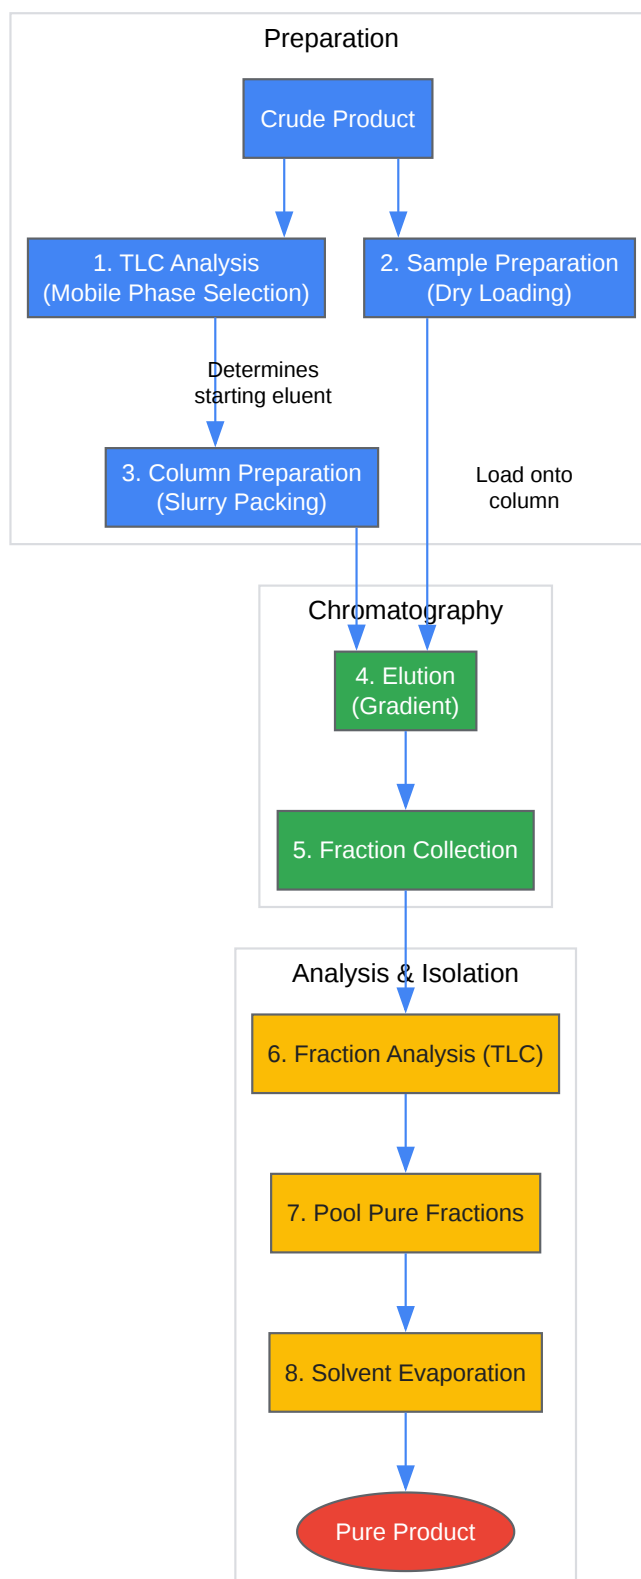 Preparation
Crude Product
1. TLC Analysis
(Mobile Phase Selection)
2. Sample Preparation
(Dry Loading)
Determines
starting eluent
3. Column Preparation
(Slurry Packing)
Load onto
column
Chromatography
4. Elution
(Gradient)
5. Fraction Collection
Analysis & Isolation
6. Fraction Analysis (TLC)
7. Pool Pure Fractions
8. Solvent Evaporation
Pure Product